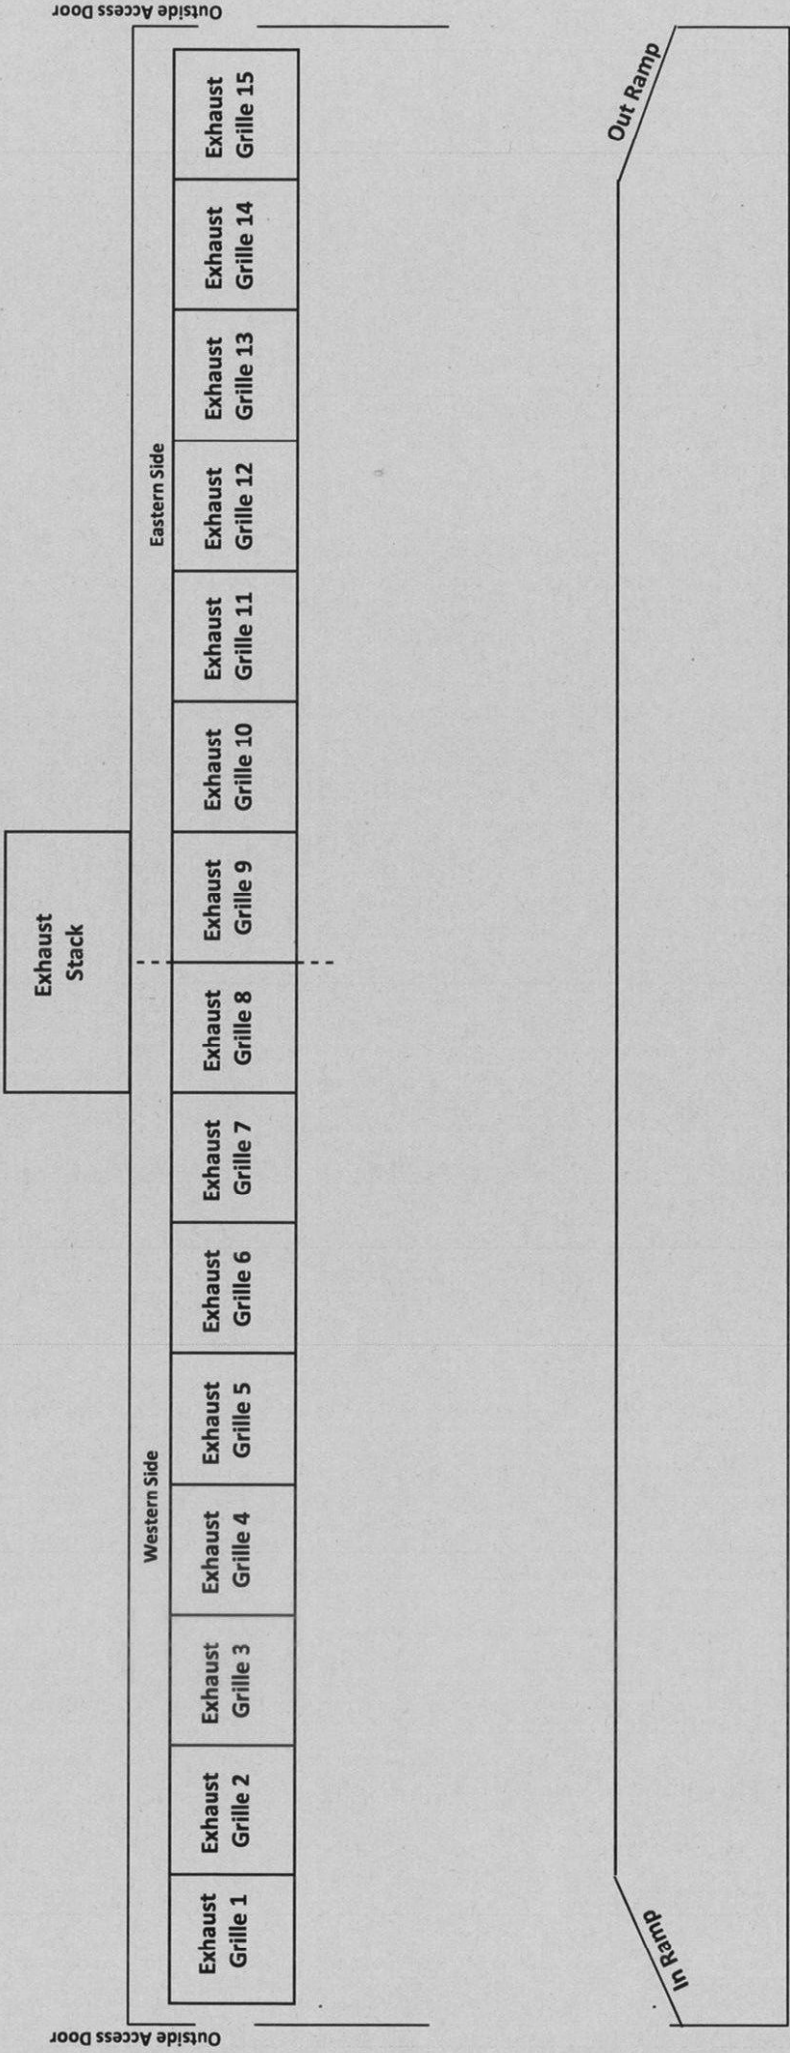 Exhaust
Stack
Outside Access Door
Outside Access Door
Western Side
Eastern Side
Exhaust
Grille 1
Exhaust
Grille 2
Exhaust
Grille 3
Exhaust
Grille 4
Exhaust
Grille 5
Exhaust
Grille 6
Exhaust
Grille 7
Exhaust
Grille 8
Exhaust
Grille 9
Exhaust
Grille 10
Exhaust
Grille 11
Exhaust
Grille 12
Exhaust
Grille 13
Exhaust
Grille 14
Exhaust
Grille 15
In Ramp
Out Ramp